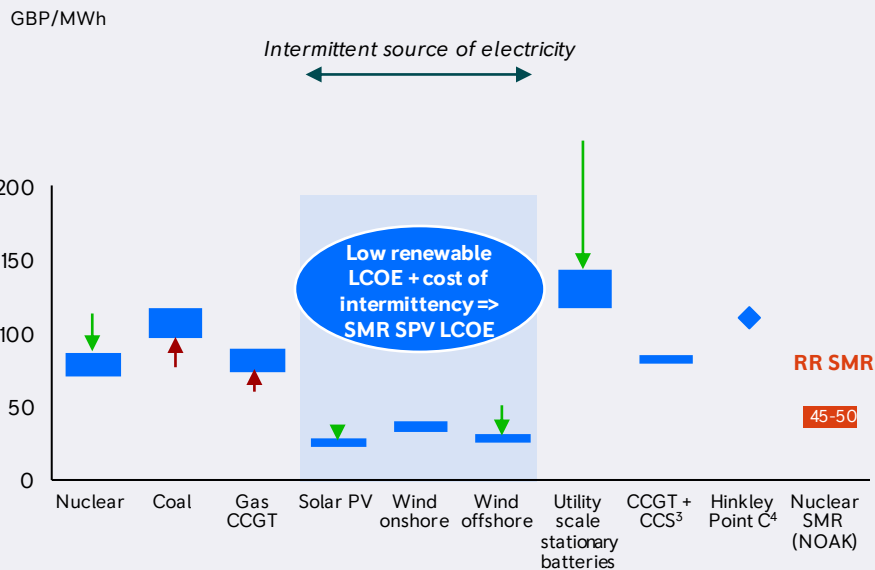 GBP/MWh
Intermittent source of electricity
200
150
100
50
0
Low renewable
LCOE + cost of
intermittency =>
SMR SPV LCOE
RR SMR
45-50
Nuclear
Coal
Gas
CCGT
Solar PV
Wind
onshore
Wind
offshore
Utility
scale
stationary
batteries
CCGT +
CCS³
Hinkley
Point C⁴
Nuclear
SMR
(NOAK)